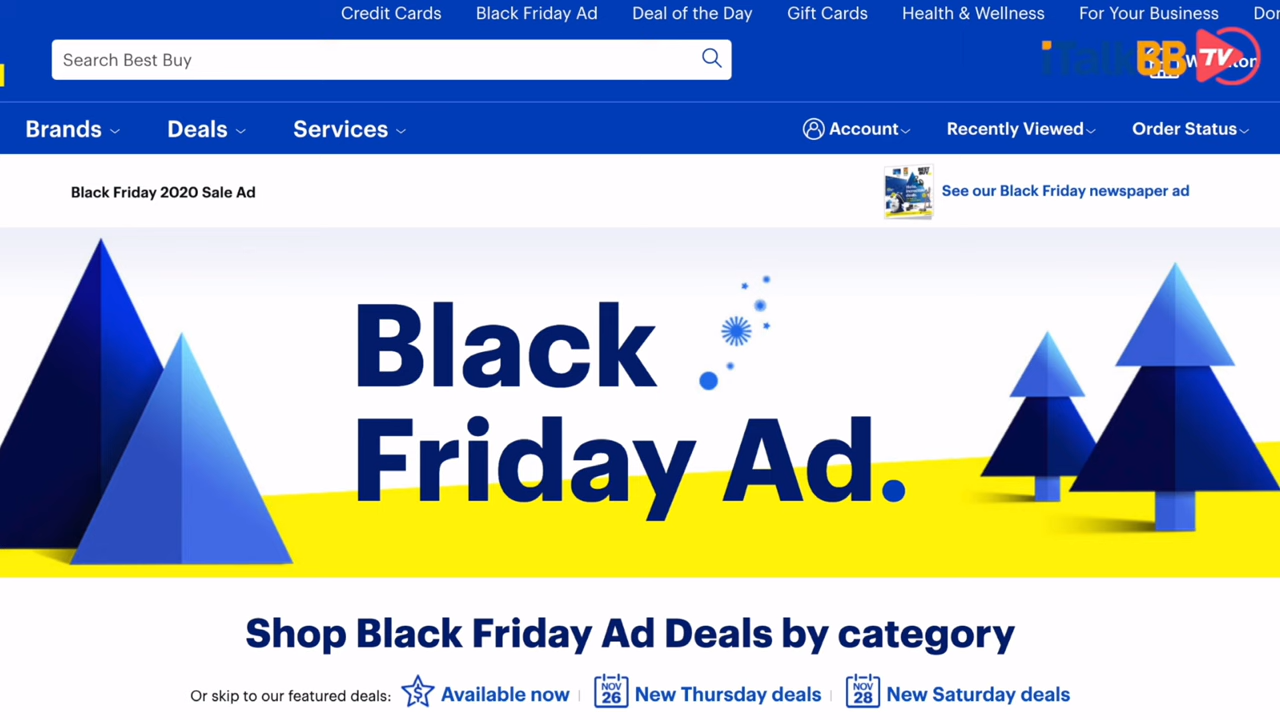 Credit Cards Black Friday Ad Deal of the Day Gift Cards Health & Wellness For Your Business
Search Best Buy
iTalkBB TV
Brands Deals Services Account Recently Viewed Order Status
Black Friday 2020 Sale Ad
See our Black Friday newspaper ad
Black
Friday Ad.
Shop Black Friday Ad Deals by category
Or skip to our featured deals: Available now NOV 26 New Thursday deals NOV 28 New Saturday deals